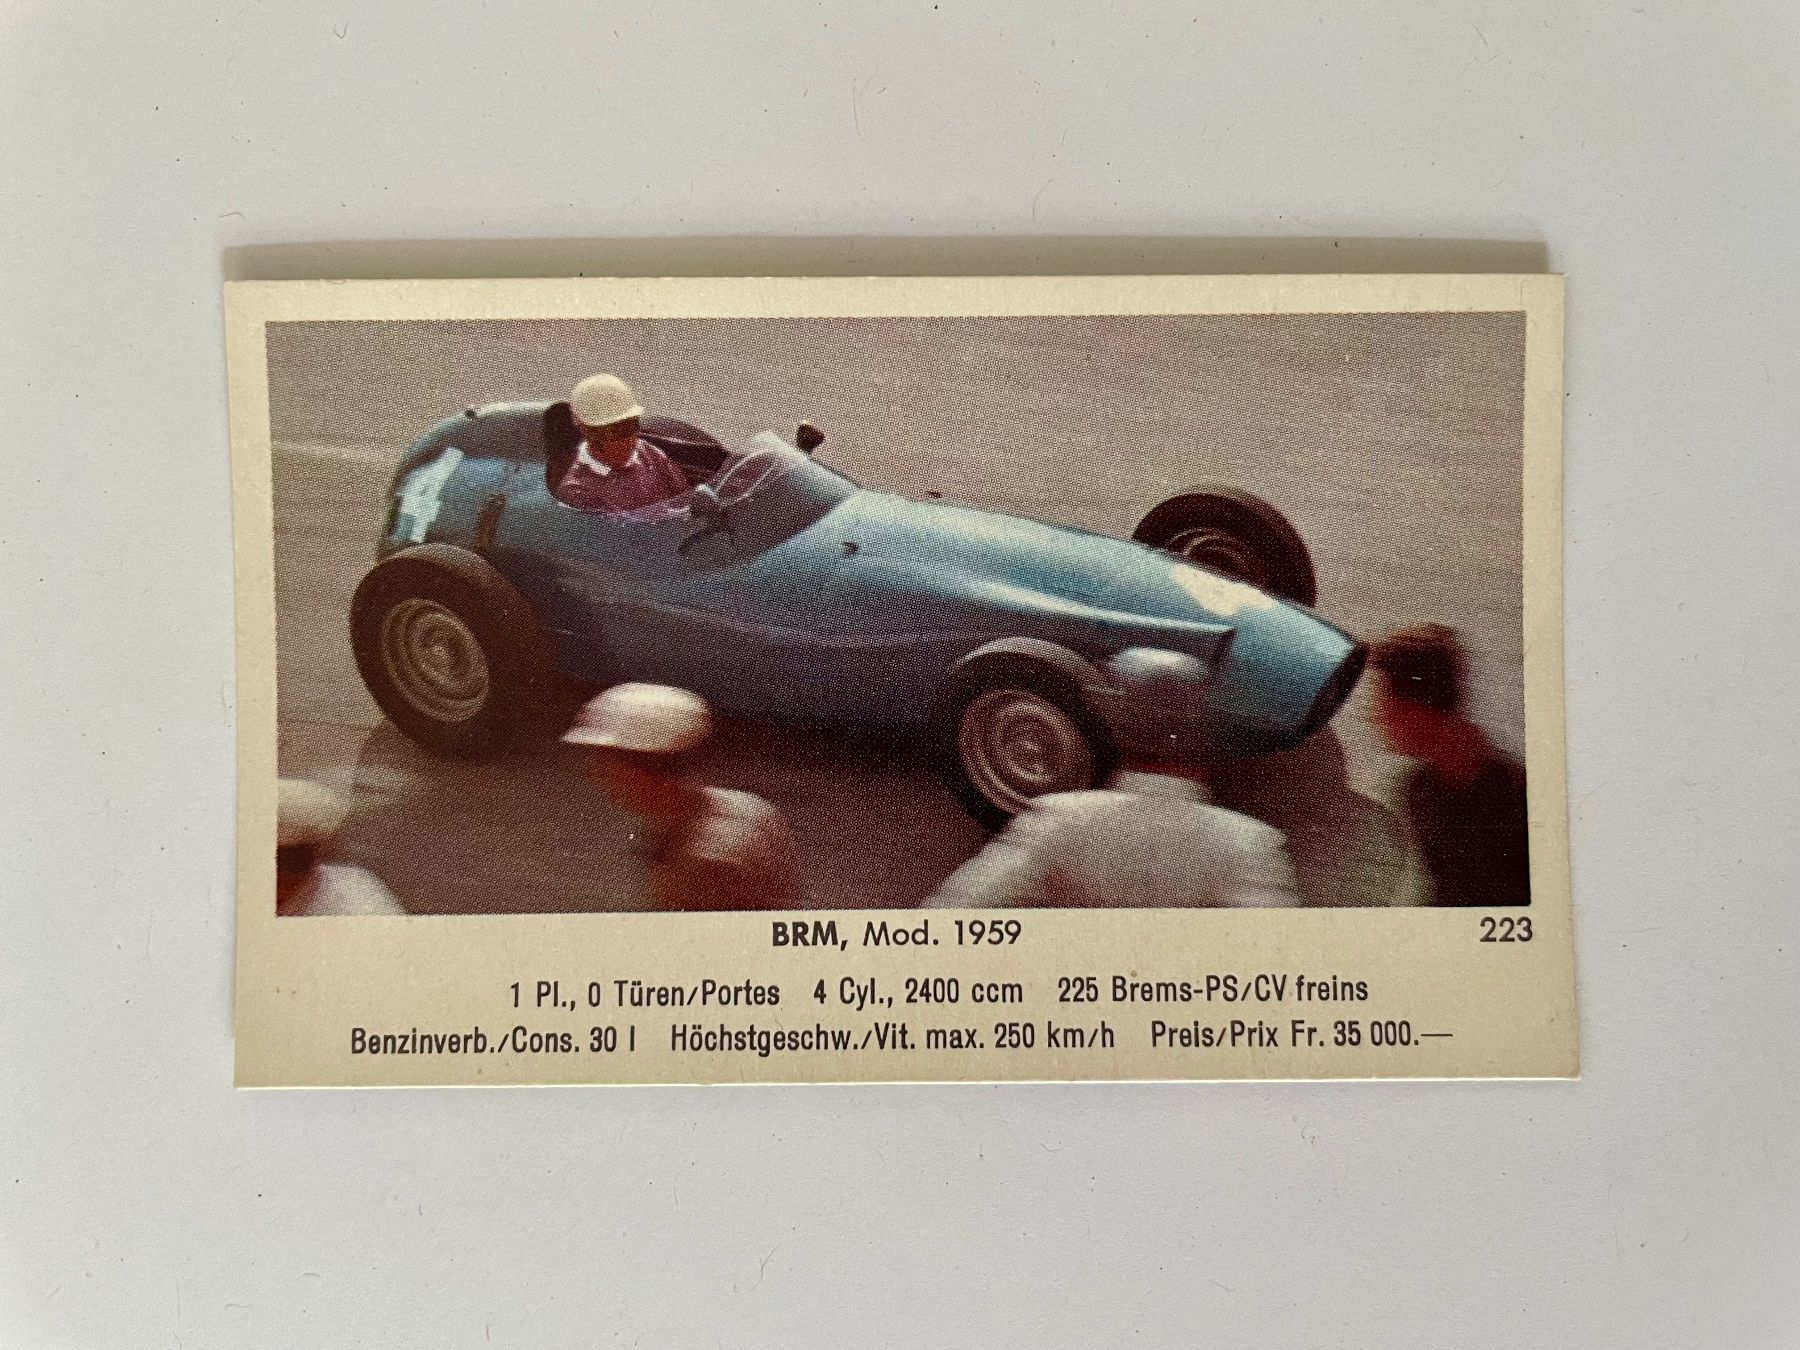 BRM, Mod. 1959
223
1 Pl., 0 Türen/Portes 4 Cyl., 2400 ccm 225 Brems-PS/CV freins
Benzinverb./Cons. 30 l Höchstgeschw./Vit. max. 250 km/h Preis/Prix Fr. 35 000.—